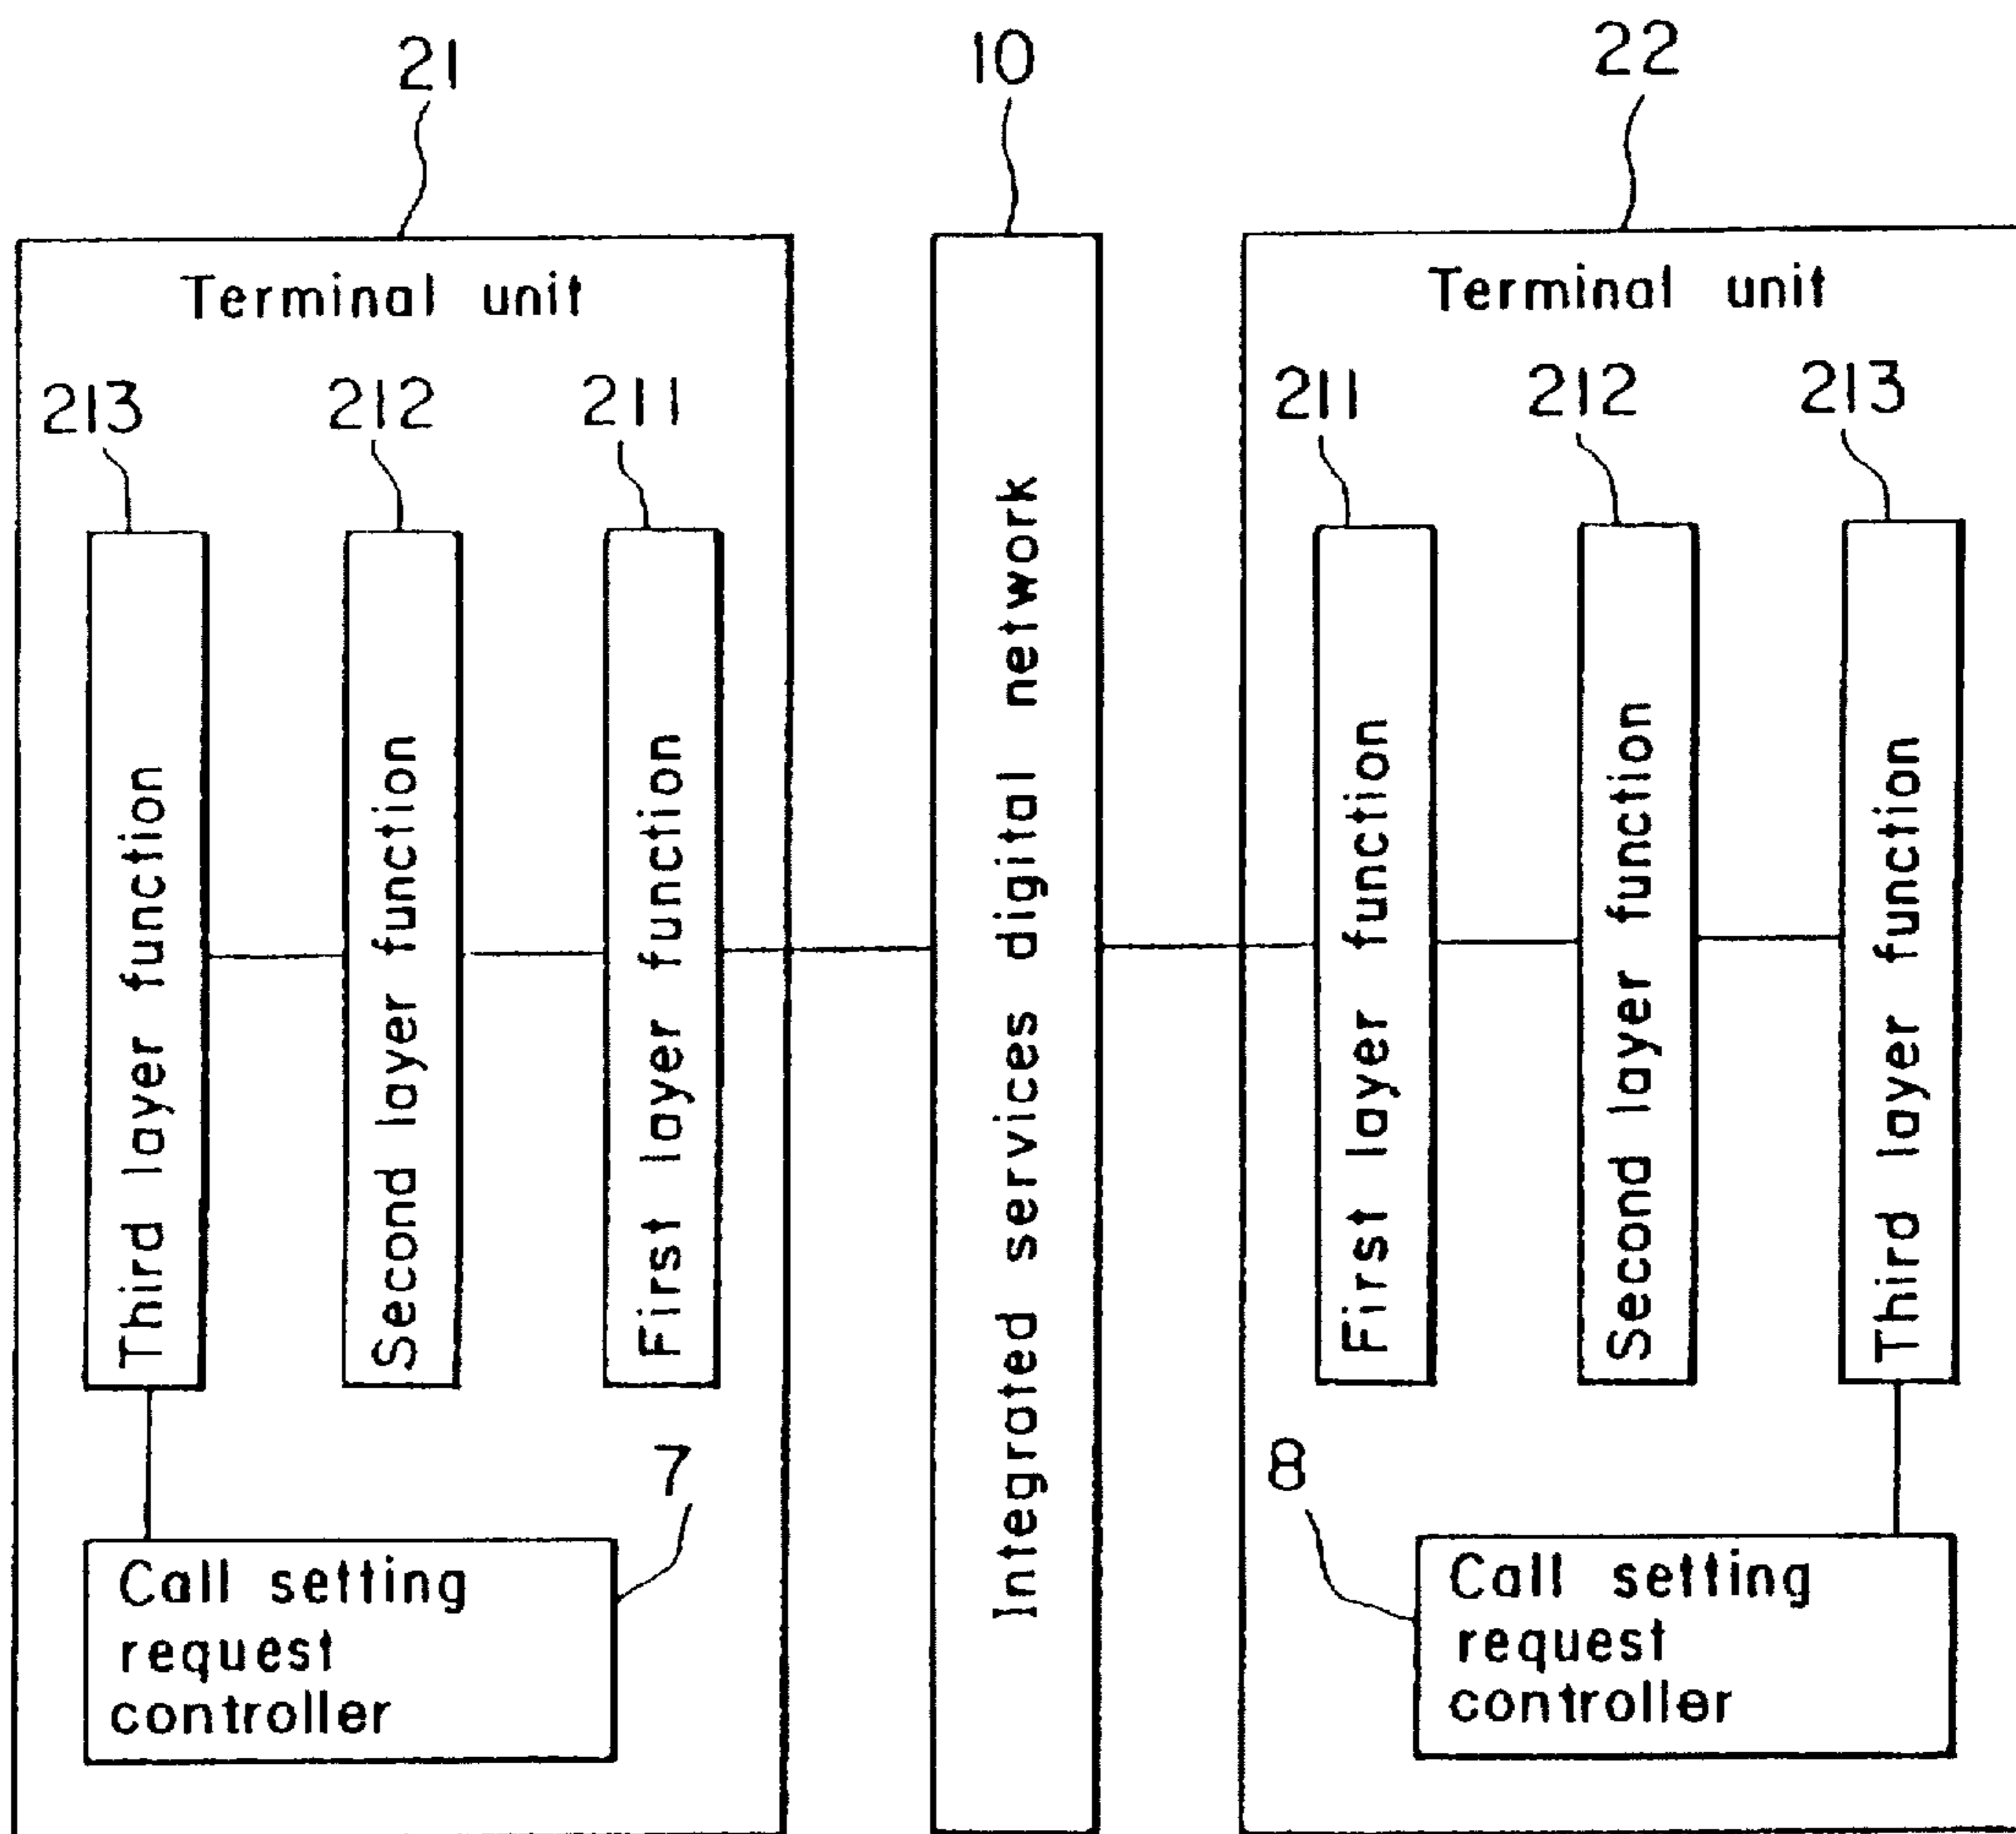 21
10
22
Terminal unit
Terminal unit
213
212
211
211
212
213
Third layer function
Second layer function
First layer function
Integrated services digital network
First layer function
Second layer function
Third layer function
7
8
Call setting
request
controller
Call setting
request
controller